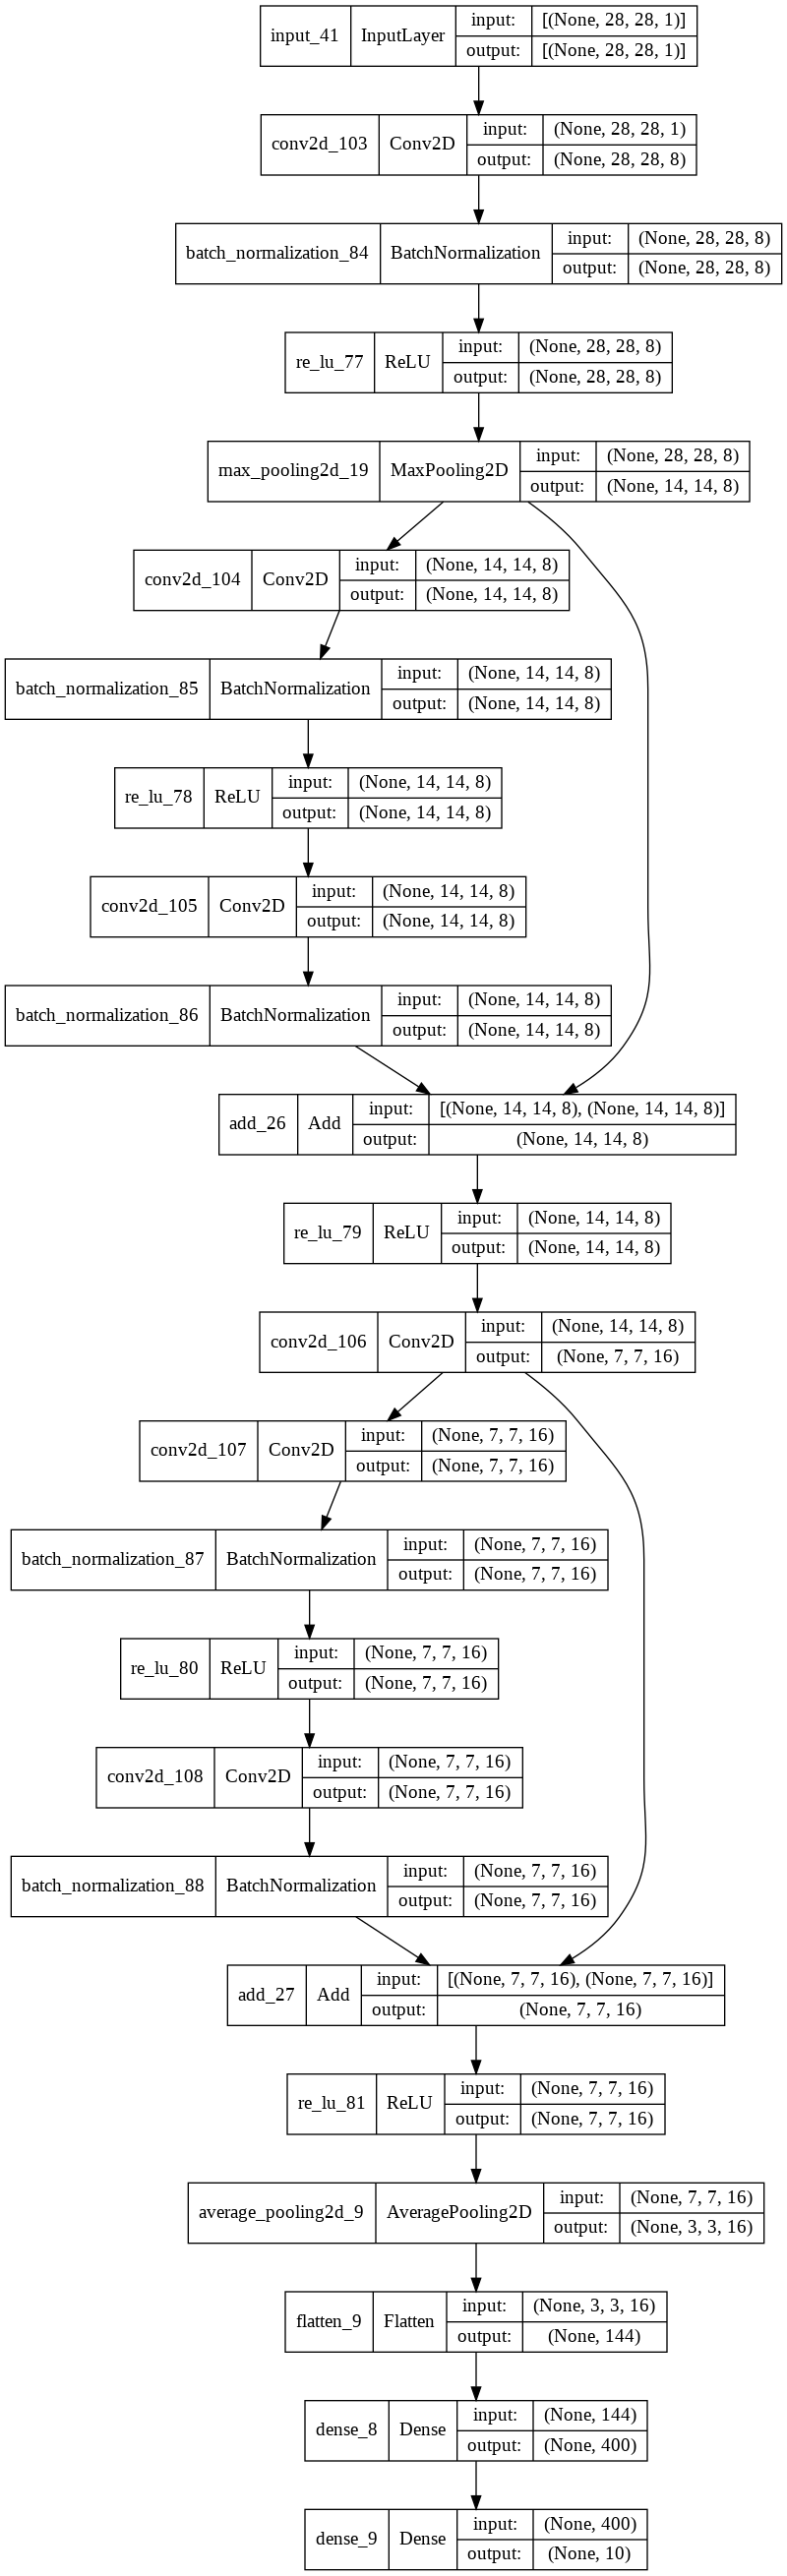 input_41 InputLayer input: [(None, 28, 28, 1)]
output: [(None, 28, 28, 1)]
conv2d_103 Conv2D input: (None, 28, 28, 1)
output: (None, 28, 28, 8)
batch_normalization_84 BatchNormalization input: (None, 28, 28, 8)
output: (None, 28, 28, 8)
re_lu_77 ReLU input: (None, 28, 28, 8)
output: (None, 28, 28, 8)
max_pooling2d_19 MaxPooling2D input: (None, 28, 28, 8)
output: (None, 14, 14, 8)
conv2d_104 Conv2D input: (None, 14, 14, 8)
output: (None, 14, 14, 8)
batch_normalization_85 BatchNormalization input: (None, 14, 14, 8)
output: (None, 14, 14, 8)
re_lu_78 ReLU input: (None, 14, 14, 8)
output: (None, 14, 14, 8)
conv2d_105 Conv2D input: (None, 14, 14, 8)
output: (None, 14, 14, 8)
batch_normalization_86 BatchNormalization input: (None, 14, 14, 8)
output: (None, 14, 14, 8)
add_26 Add input: [(None, 14, 14, 8), (None, 14, 14, 8)]
output: (None, 14, 14, 8)
re_lu_79 ReLU input: (None, 14, 14, 8)
output: (None, 14, 14, 8)
conv2d_106 Conv2D input: (None, 14, 14, 8)
output: (None, 7, 7, 16)
conv2d_107 Conv2D input: (None, 7, 7, 16)
output: (None, 7, 7, 16)
batch_normalization_87 BatchNormalization input: (None, 7, 7, 16)
output: (None, 7, 7, 16)
re_lu_80 ReLU input: (None, 7, 7, 16)
output: (None, 7, 7, 16)
conv2d_108 Conv2D input: (None, 7, 7, 16)
output: (None, 7, 7, 16)
batch_normalization_88 BatchNormalization input: (None, 7, 7, 16)
output: (None, 7, 7, 16)
add_27 Add input: [(None, 7, 7, 16), (None, 7, 7, 16)]
output: (None, 7, 7, 16)
re_lu_81 ReLU input: (None, 7, 7, 16)
output: (None, 7, 7, 16)
average_pooling2d_9 AveragePooling2D input: (None, 7, 7, 16)
output: (None, 3, 3, 16)
flatten_9 Flatten input: (None, 3, 3, 16)
output: (None, 144)
dense_8 Dense input: (None, 144)
output: (None, 400)
dense_9 Dense input: (None, 400)
output: (None, 10)